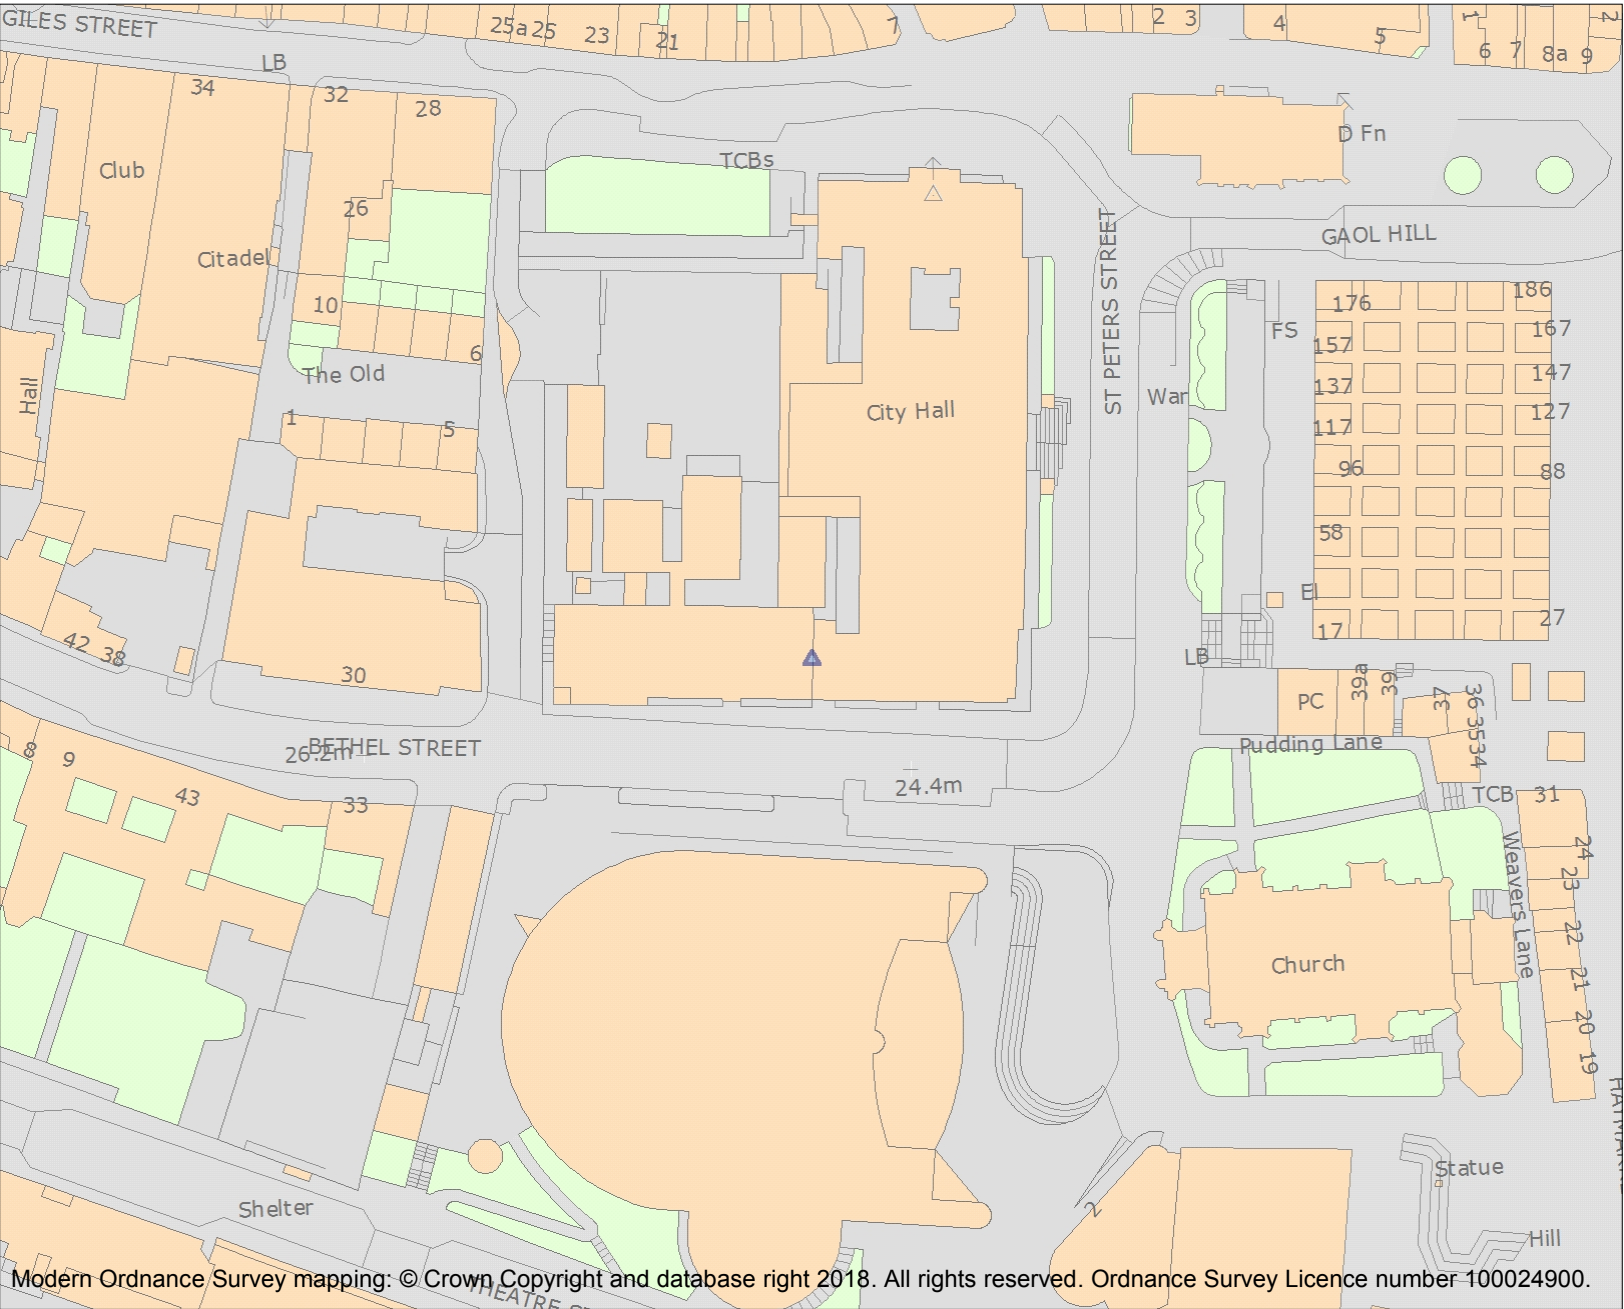 GILES STREET
25a 25 23 21 7 2 3 4 5 1 6 7 8a 9 2
LB
34 32 28
TCBs
D Fn
Club
26
Citadel
GAOL HILL
ST PETERS STREET
10
176 186
FS
157 167
6
The Old
Hall
War
137 147
1 5
City Hall
117 127
96 88
58
El
17 27
42 38
30
LB
PC 39a 39 37 36 35 34
BETHEL STREET
26.2m
8 9
43 33
24.4m
Pudding Lane
TCB 31
Weavers Lane
24
23
22
21
20
19
Church
Statue
Shelter
2
Hill
Modern Ordnance Survey mapping: © Crown Copyright and database right 2018. All rights reserved. Ordnance Survey Licence number 100024900.